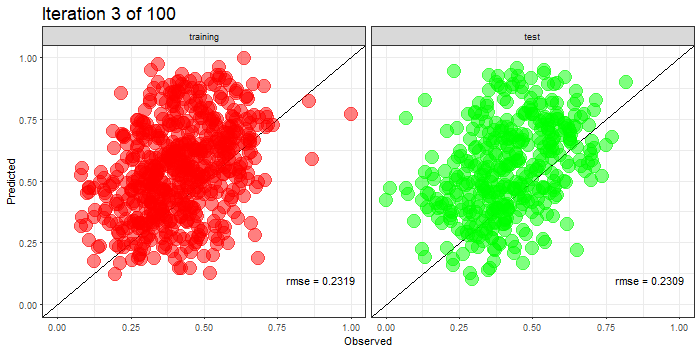 Iteration 3 of 100
training
test
1.00
0.75
0.50
0.25
0.00
Predicted
rmse = 0.2319
rmse = 0.2309
0.00 0.25 0.50 0.75 1.00
0.00 0.25 0.50 0.75 1.00
Observed